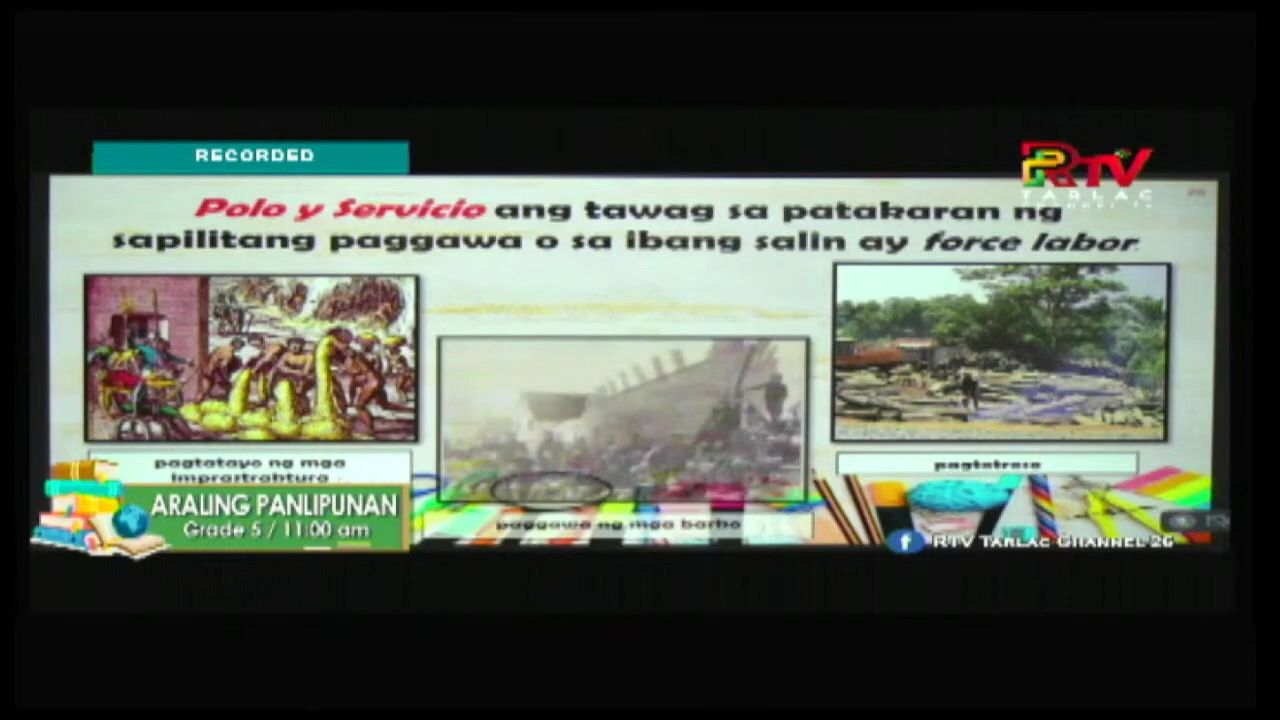 RECORDED
RTV
TARLAC
Polo y Servicio ang tawag sa patakaran ng
sapilitang paggawa o sa ibang salin ay force labor.
pagtatayo ng mga
imprastraktura
pagtotroso
paggawa ng mga barko
ARALING PANLIPUNAN
Grade 5 / 11:00 am
f RTV TARLAC CHANNEL 26